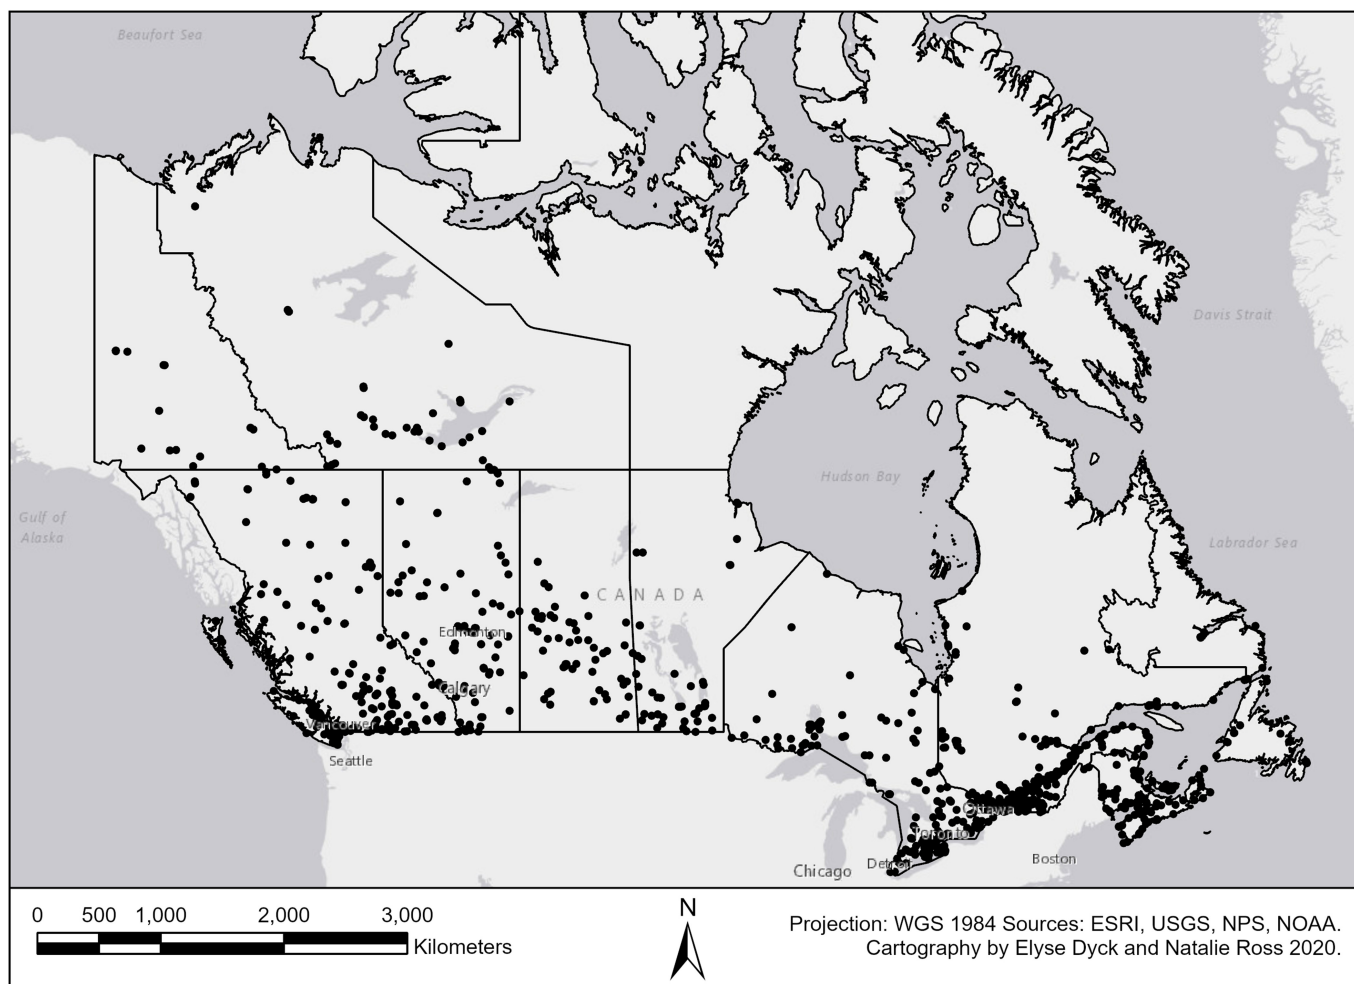 Beaufort Sea
Davis Strait
Hudson Bay
Gulf of
Alaska
Labrador Sea
CANADA
Edmonton
Calgary
Vancouver
Seattle
Ottawa
Toronto
Chicago
Detroit
Boston
0 500 1,000 2,000 3,000
Kilometers
N
Projection: WGS 1984 Sources: ESRI, USGS, NPS, NOAA.
Cartography by Elyse Dyck and Natalie Ross 2020.